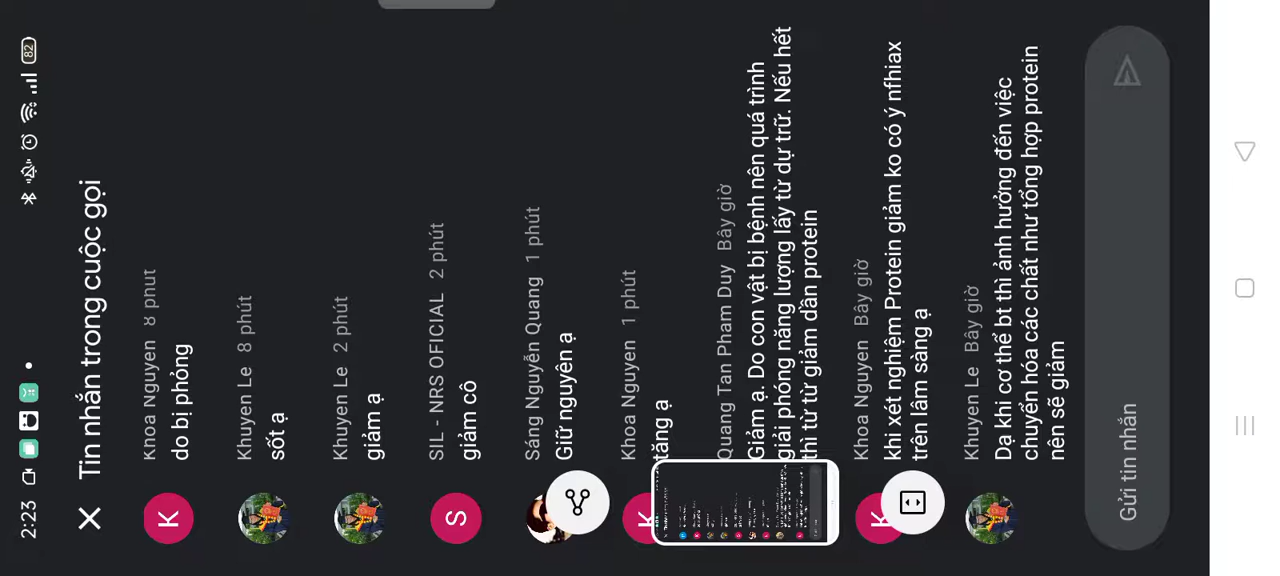 2:23
82
Tin nhắn trong cuộc gọi
Khoa Nguyen 8 phút
do bị phỏng
Khuyen Le 8 phút
sốt ạ
Khuyen Le 2 phút
giảm ạ
SIL - NRS OFICIAL 2 phút
giảm cô
Sáng Nguyễn Quang 1 phút
Giữ nguyên ạ
Khoa Nguyen 1 phút
tăng ạ
Quang Tan Pham Duy Bây giờ
Giảm ạ. Do con vật bị bệnh nên quá trình
giải phóng năng lượng lấy từ dự trữ. Nếu hết
thì từ từ giảm dần protein
Khoa Nguyen Bây giờ
khi xét nghiệm Protein giảm ko có ý nfhiax
trên lâm sàng ạ
Khuyen Le Bây giờ
Dạ khi cơ thể bt thì ảnh hưởng đến việc
chuyển hóa các chất như tổng hợp protein
nên sẽ giảm
Gửi tin nhắn
K
S
K
K